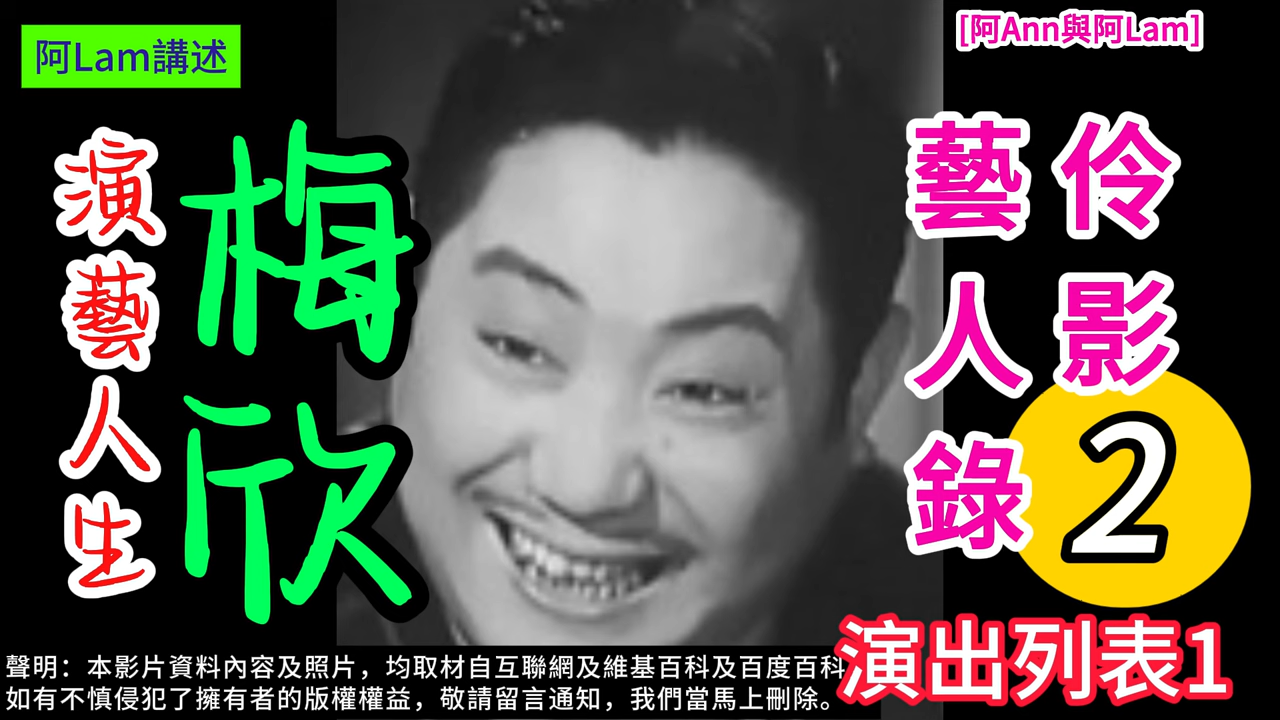 阿Lam講述
[阿Ann與阿Lam]
演藝人生
梅欣
伶影
藝人錄
2
演出列表1
聲明：本影片資料內容及照片，均取材自互聯網及維基百科及百度百科
如有不慎侵犯了擁有者的版權權益，敬請留言通知，我們當馬上刪除。